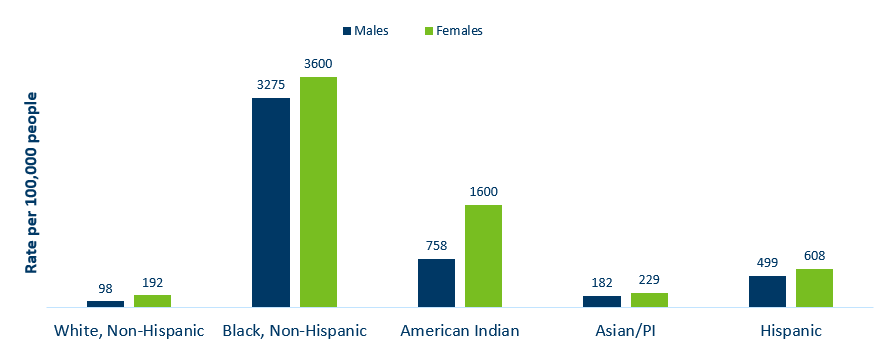 Males Females
Rate per 100,000 people
98 192
3275 3600
758 1600
182 229
499 608
White, Non-Hispanic Black, Non-Hispanic American Indian Asian/PI Hispanic